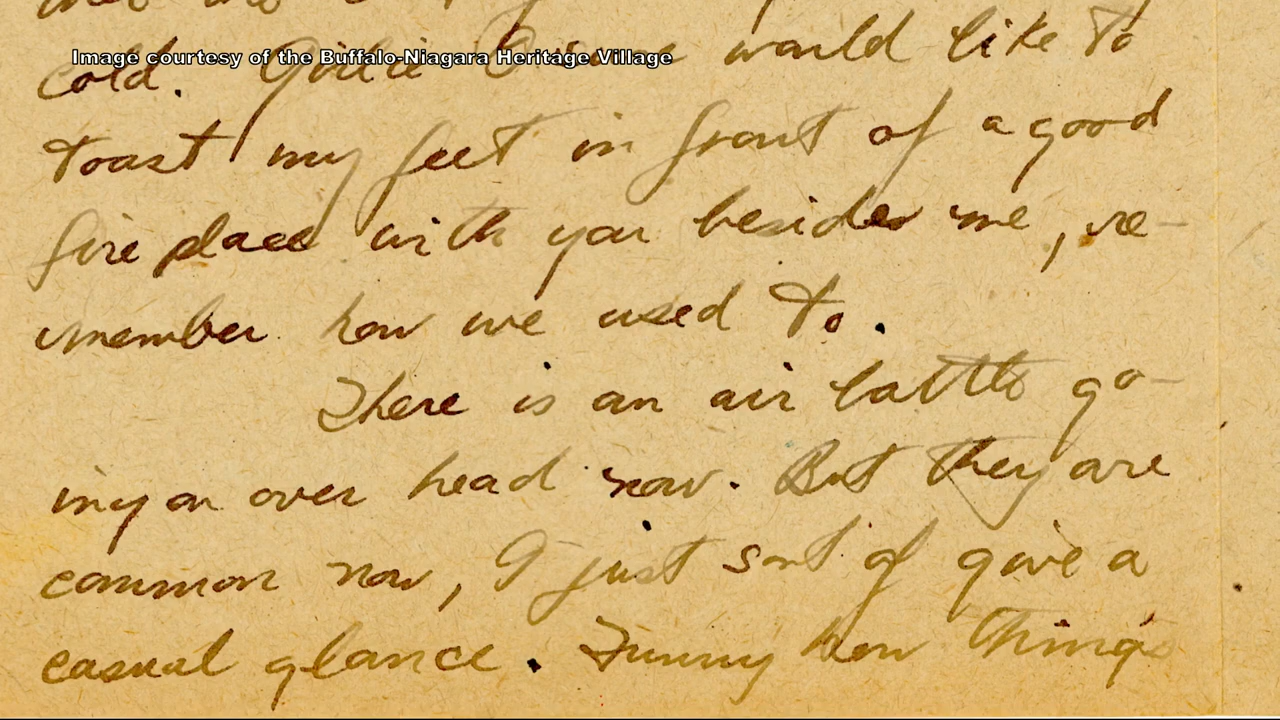 Image courtesy of the Buffalo-Niagara Heritage Village
cold. would like to
toast my feet in front of a good
fire place with you besides me, re-
member how we used to.
There is an air battle go-
ing on over head now. But they are
common now, I just sort of give a
casual glance. Funny how things